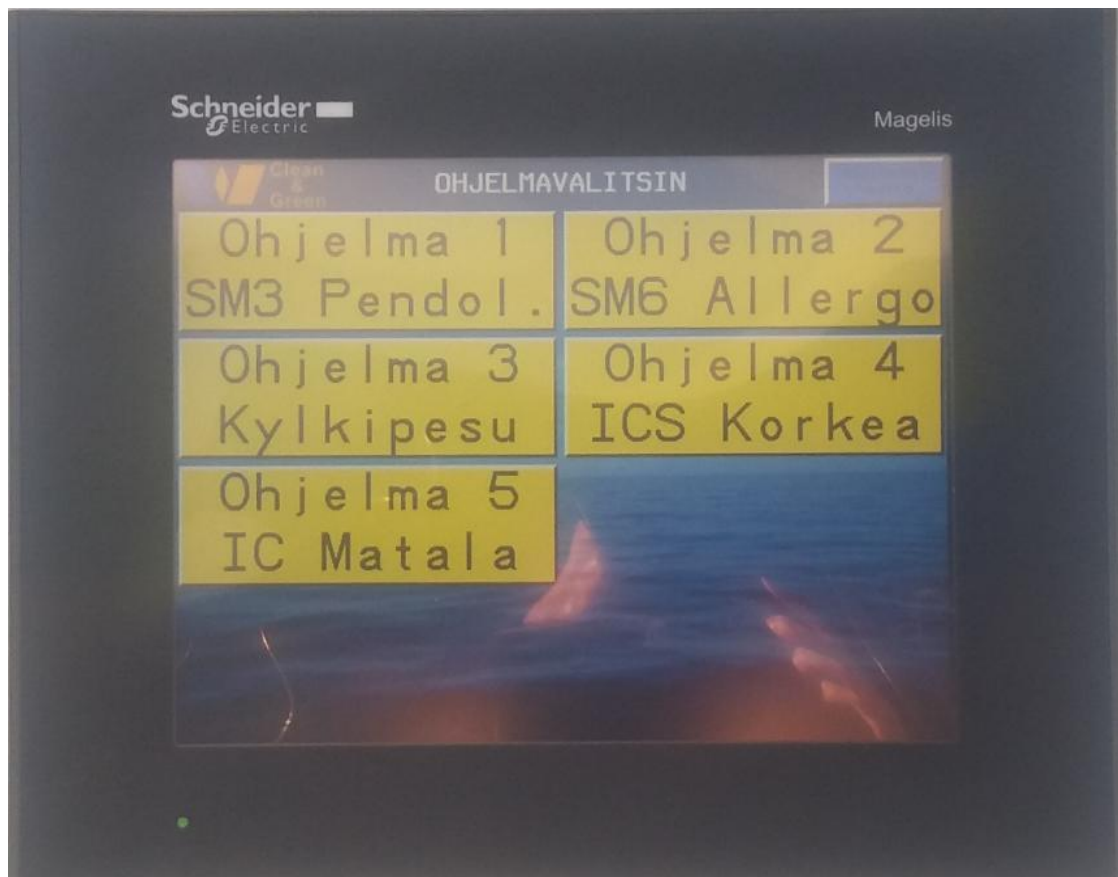 Schneider
Electric
Magelis
Clean
&
Green
OHJELMAVALITSIN
Ohjelma 1
SM3 Pendol.
Ohjelma 2
SM6 Allergo
Ohjelma 3
Kylkipesu
Ohjelma 4
ICS Korkea
Ohjelma 5
IC Matala